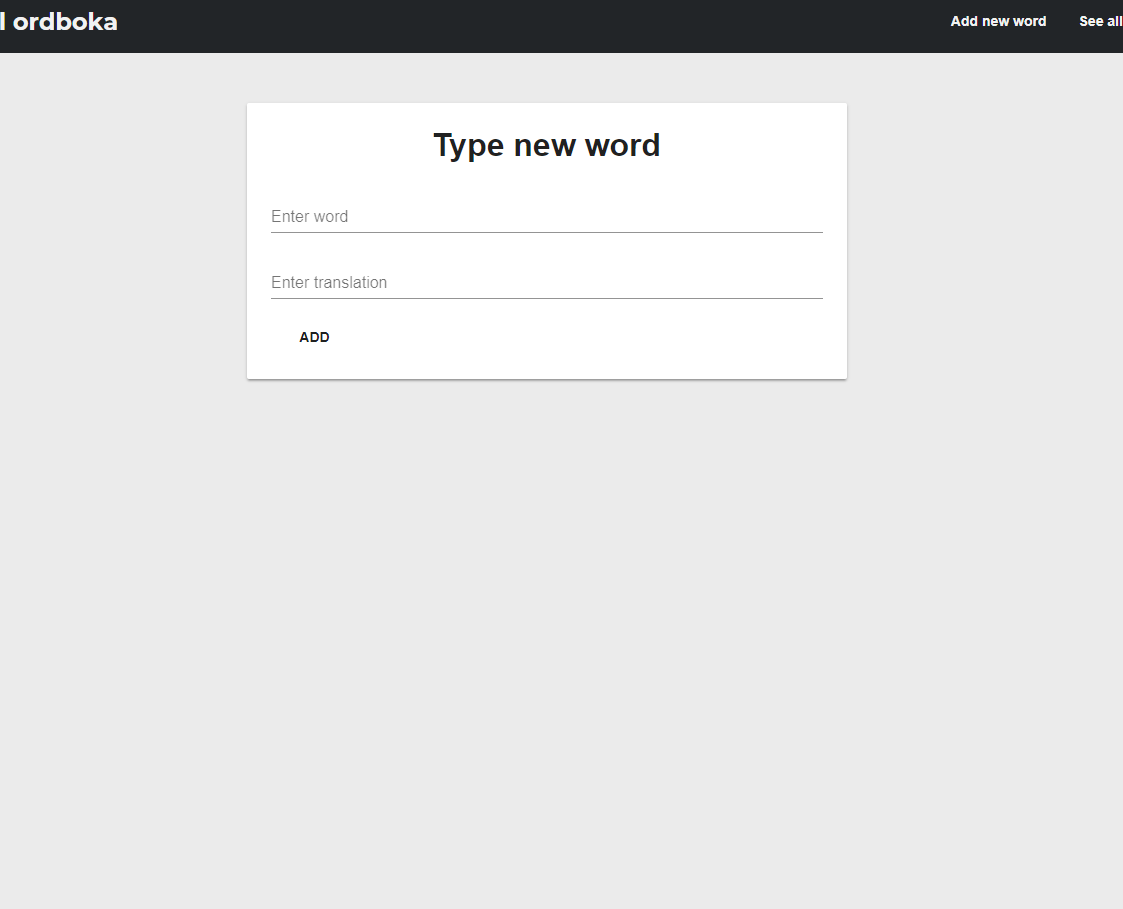 l ordboka
Add new word
See all
Type new word
Enter word
Enter translation
ADD